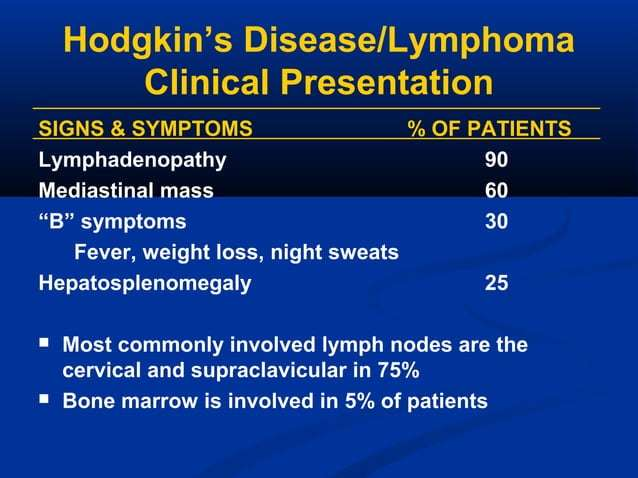 Hodgkin’s Disease/Lymphoma
Clinical Presentation
SIGNS & SYMPTOMS % OF PATIENTS
Lymphadenopathy 90
Mediastinal mass 60
“B” symptoms 30
Fever, weight loss, night sweats
Hepatosplenomegaly 25
■ Most commonly involved lymph nodes are the
cervical and supraclavicular in 75%
■ Bone marrow is involved in 5% of patients